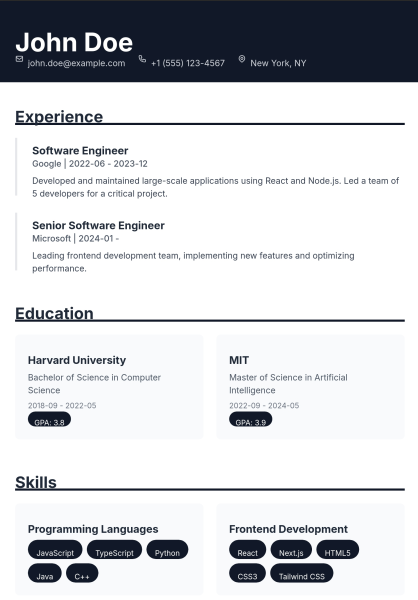 John Doe
john.doe@example.com +1 (555) 123-4567 New York, NY
Experience
Software Engineer
Google | 2022-06 - 2023-12
Developed and maintained large-scale applications using React and Node.js. Led a team of
5 developers for a critical project.
Senior Software Engineer
Microsoft | 2024-01 -
Leading frontend development team, implementing new features and optimizing
performance.
Education
Harvard University
Bachelor of Science in Computer
Science
2018-09 - 2022-05
GPA: 3.8
MIT
Master of Science in Artificial
Intelligence
2022-09 - 2024-05
GPA: 3.9
Skills
Programming Languages
JavaScript TypeScript Python
Java C++
Frontend Development
React Next.js HTML5
CSS3 Tailwind CSS